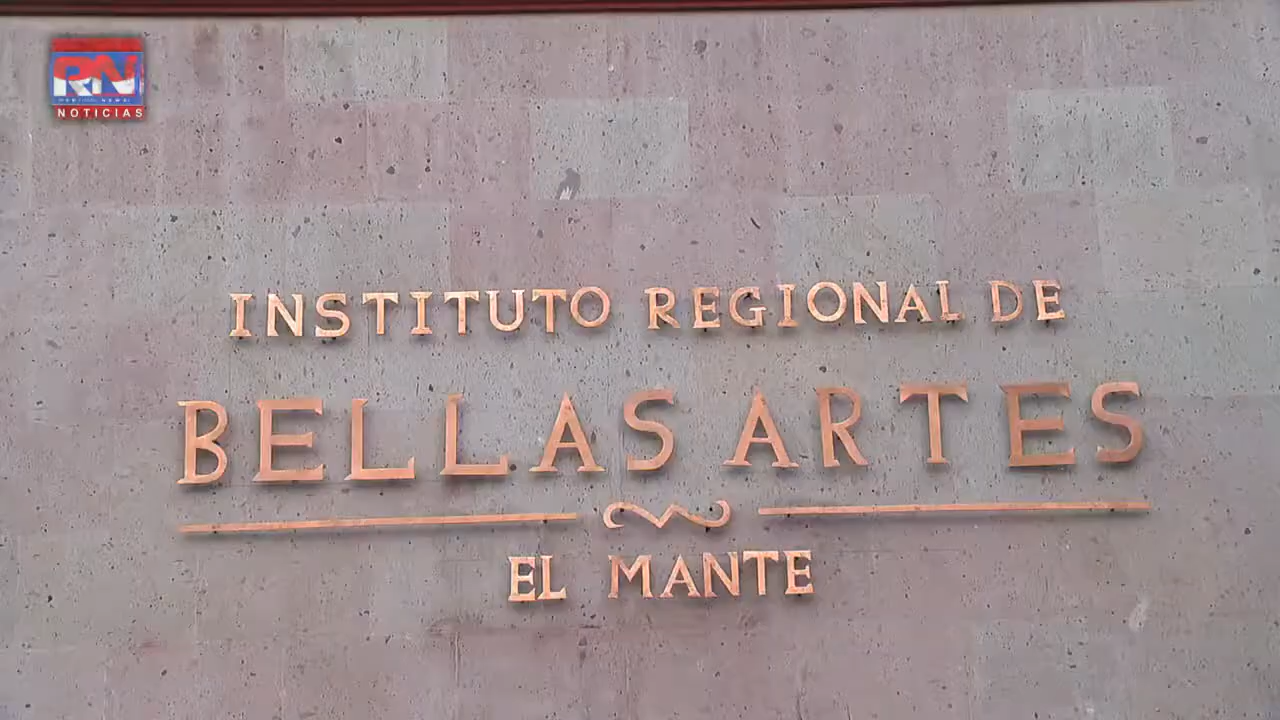 RN
NOTICIAS
INSTITUTO REGIONAL DE
BELLAS ARTES
EL MANTE